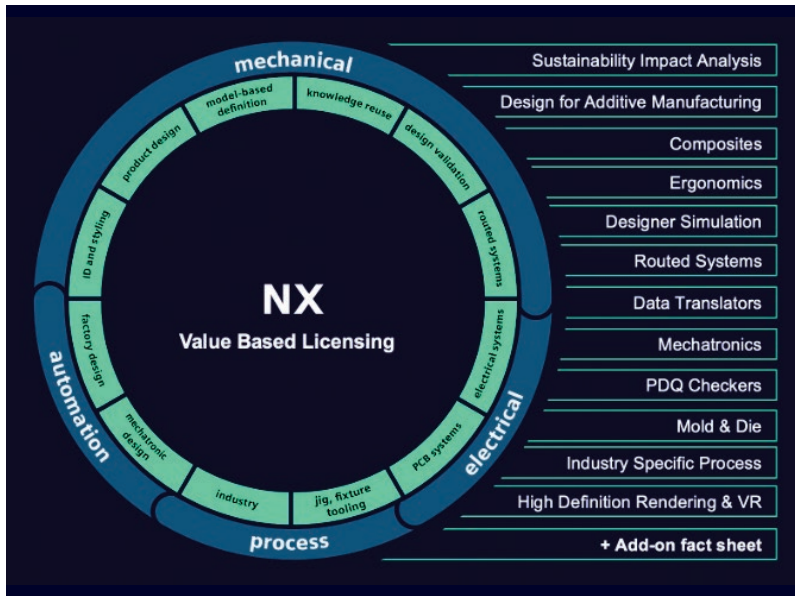 mechanical
model-based
definition
knowledge reuse
product design
design validation
ID and styling
routed systems
NX
Value Based Licensing
factory design
electrical systems
automation
electrical
mechatronic
design
PCB systems
industry
jig, fixture
tooling
process
Sustainability Impact Analysis
Design for Additive Manufacturing
Composites
Ergonomics
Designer Simulation
Routed Systems
Data Translators
Mechatronics
PDQ Checkers
Mold & Die
Industry Specific Process
High Definition Rendering & VR
+ Add-on fact sheet